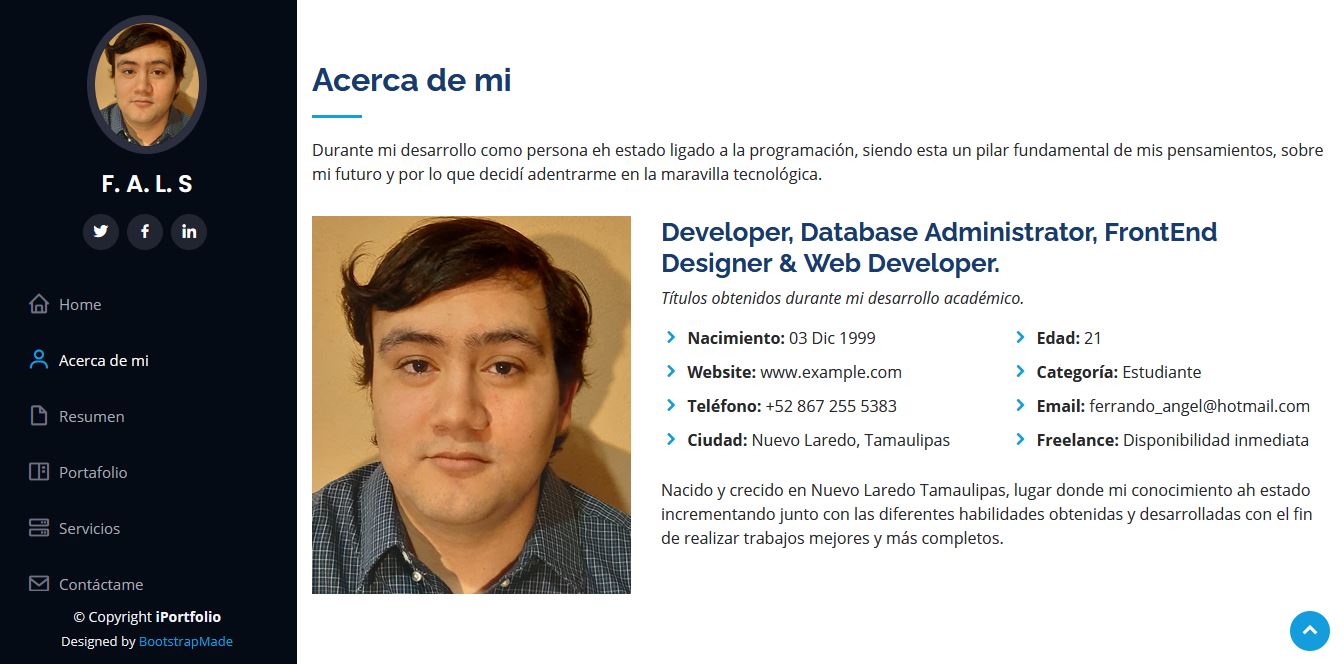 F. A. L. S
Home
Acerca de mi
Resumen
Portafolio
Servicios
Contáctame
© Copyright iPortfolio
Designed by BootstrapMade
Acerca de mi
Durante mi desarrollo como persona eh estado ligado a la programación, siendo esta un pilar fundamental de mis pensamientos, sobre
mi futuro y por lo que decidí adentrarme en la maravilla tecnológica.
Developer, Database Administrator, FrontEnd
Designer & Web Developer.
Títulos obtenidos durante mi desarrollo académico.
Nacimiento: 03 Dic 1999
Website: www.example.com
Teléfono: +52 867 255 5383
Ciudad: Nuevo Laredo, Tamaulipas
Edad: 21
Categoría: Estudiante
Email: ferrando_angel@hotmail.com
Freelance: Disponibilidad inmediata
Nacido y crecido en Nuevo Laredo Tamaulipas, lugar donde mi conocimiento ah estado
incrementando junto con las diferentes habilidades obtenidas y desarrolladas con el fin
de realizar trabajos mejores y más completos.